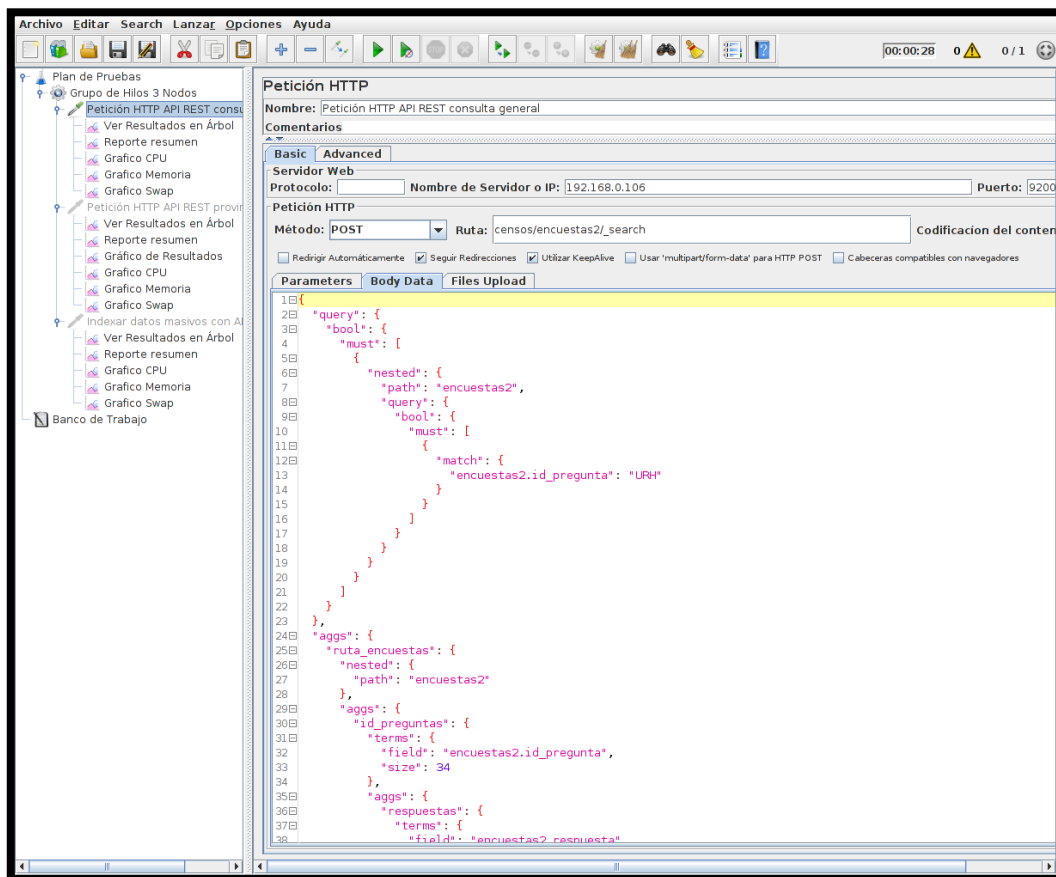 Archivo Editar Search Lanzar Opciones Ayuda
00:00:28 0 0 / 1
Plan de Pruebas
Grupo de Hilos 3 Nodos
Petición HTTP API REST consu
Ver Resultados en Árbol
Reporte resumen
Grafico CPU
Grafico Memoria
Grafico Swap
Petición HTTP API REST provin
Ver Resultados en Árbol
Reporte resumen
Gráfico de Resultados
Grafico CPU
Grafico Memoria
Grafico Swap
Indexar datos masivos con AI
Ver Resultados en Árbol
Reporte resumen
Grafico CPU
Grafico Memoria
Grafico Swap
Banco de Trabajo
Petición HTTP
Nombre: Petición HTTP API REST consulta general
Comentarios
Basic Advanced
Servidor Web
Protocolo: Nombre de Servidor o IP: 192.168.0.106 Puerto: 9200
Petición HTTP
Método: POST Ruta: censos/encuestas2/_search Codificacíon del conten
Redirigir Automáticamente Seguir Redirecciones Utilizar KeepAlive Usar 'multipart/form-data' para HTTP POST Cabeceras compatibles con navegadores
Parameters Body Data Files Upload
1 {
2 "query": {
3 "bool": {
4 "must": [
5 {
6 "nested": {
7 "path": "encuestas2",
8 "query": {
9 "bool": {
10 "must": [
11 {
12 "match": {
13 "encuestas2.id_pregunta": "URH"
14 }
15 }
16 ]
17 }
18 }
19 }
20 }
21 ]
22 }
23 },
24 "aggs": {
25 "ruta_encuestas": {
26 "nested": {
27 "path": "encuestas2"
28 },
29 "aggs": {
30 "id_preguntas": {
31 "terms": {
32 "field": "encuestas2.id_pregunta",
33 "size": 34
34 },
35 "aggs": {
36 "respuestas": {
37 "terms": {
38 "field": "encuestas2.respuesta"